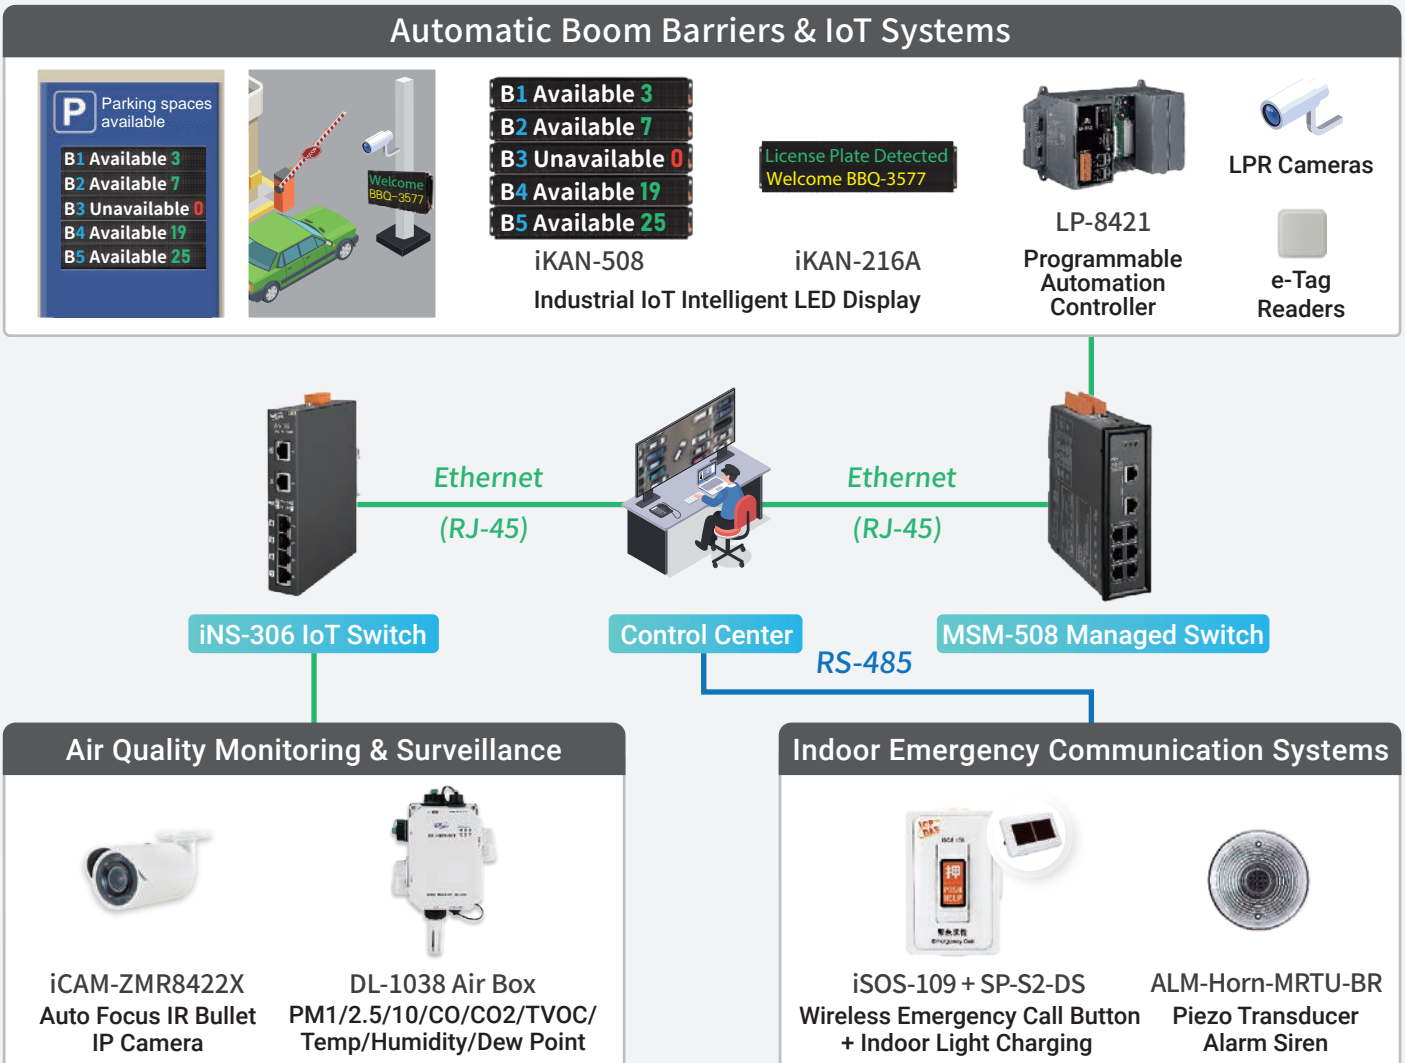 Automatic Boom Barriers & IoT Systems
P
Parking spaces
available
B1 Available 3
B2 Available 7
B3 Unavailable 0
B4 Available 19
B5 Available 25
Welcome
BBQ-3577
B1 Available 3
B2 Available 7
B3 Unavailable 0
B4 Available 19
B5 Available 25
iKAN-508
License Plate Detected
Welcome BBQ-3577
iKAN-216A
Industrial IoT Intelligent LED Display
LP-8421
Programmable
Automation
Controller
LPR Cameras
e-Tag
Readers
Ethernet
(RJ-45)
Ethernet
(RJ-45)
iNS-306 IoT Switch
Control Center
MSM-508 Managed Switch
RS-485
Air Quality Monitoring & Surveillance
iCAM-ZMR8422X
Auto Focus IR Bullet
IP Camera
DL-1038 Air Box
PM1/2.5/10/CO/CO2/TVOC/
Temp/Humidity/Dew Point
Indoor Emergency Communication Systems
ICP
DAS
押
PUSH
HELP
Emergency Call
iSOS-109 + SP-S2-DS
Wireless Emergency Call Button
+ Indoor Light Charging
ALM-Horn-MRTU-BR
Piezo Transducer
Alarm Siren